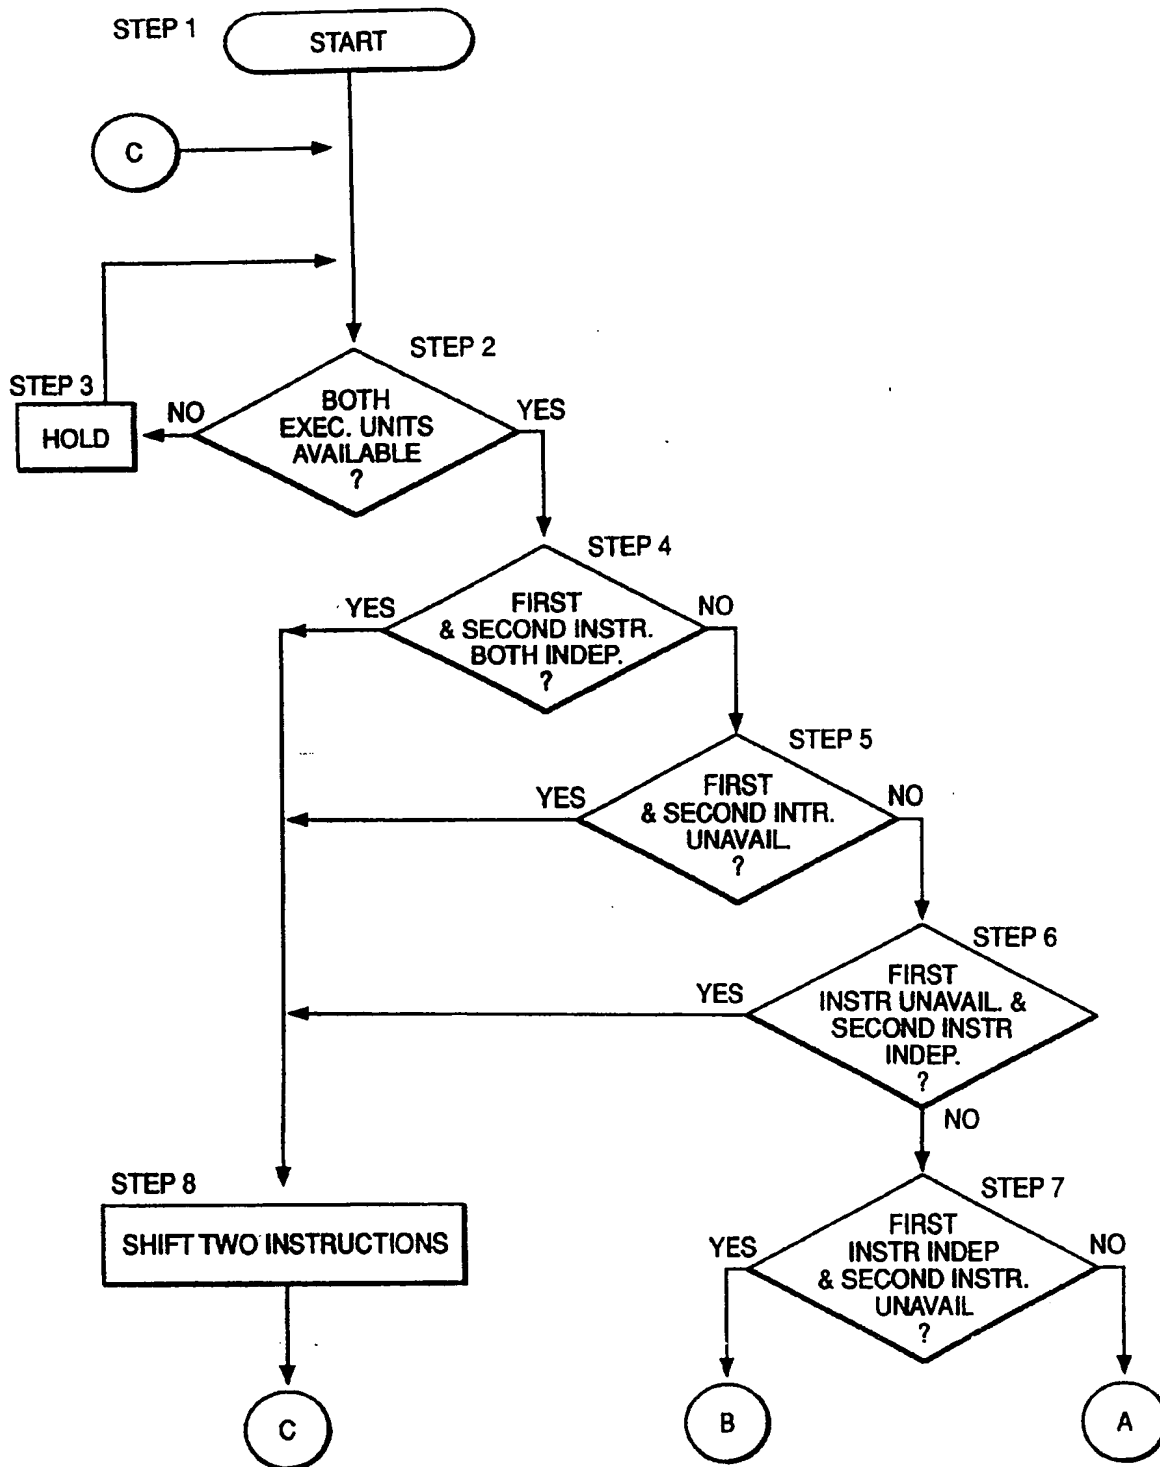 STEP 1
START
C
STEP 2
STEP 3
NO
BOTH
EXEC. UNITS
AVAILABLE
?
YES
HOLD
STEP 4
YES
FIRST
& SECOND INSTR.
BOTH INDEP.
?
NO
STEP 5
YES
FIRST
& SECOND INTR.
UNAVAIL.
?
NO
STEP 6
YES
FIRST
INSTR UNAVAIL. &
SECOND INSTR
INDEP.
?
NO
STEP 8
SHIFT TWO INSTRUCTIONS
STEP 7
YES
FIRST
INSTR INDEP
& SECOND INSTR.
UNAVAIL
?
NO
C
B
A